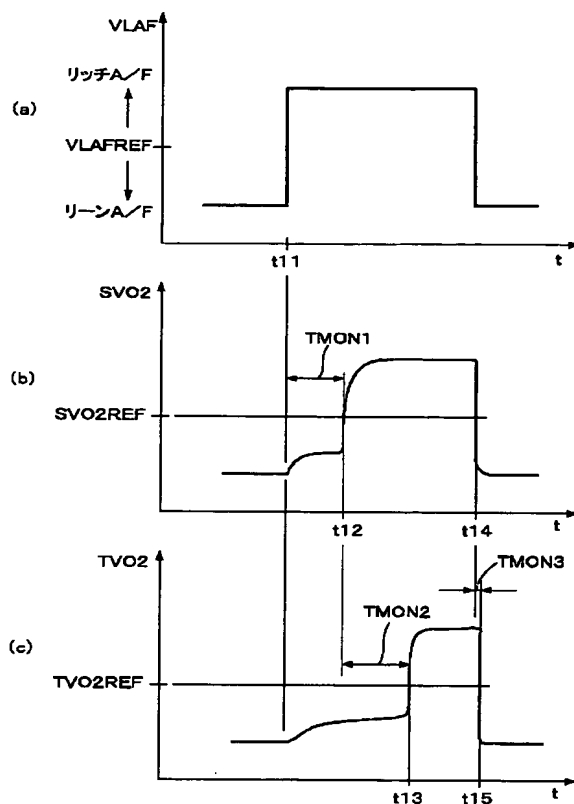 VLAF
リッチA/F
(a)
VLAFREF
リーンA/F
t11
t
SVO2
TMON1
(b)
SVO2REF
t12
t14
t
TVO2
TMON3
TMON2
(c)
TVO2REF
t13
t15
t